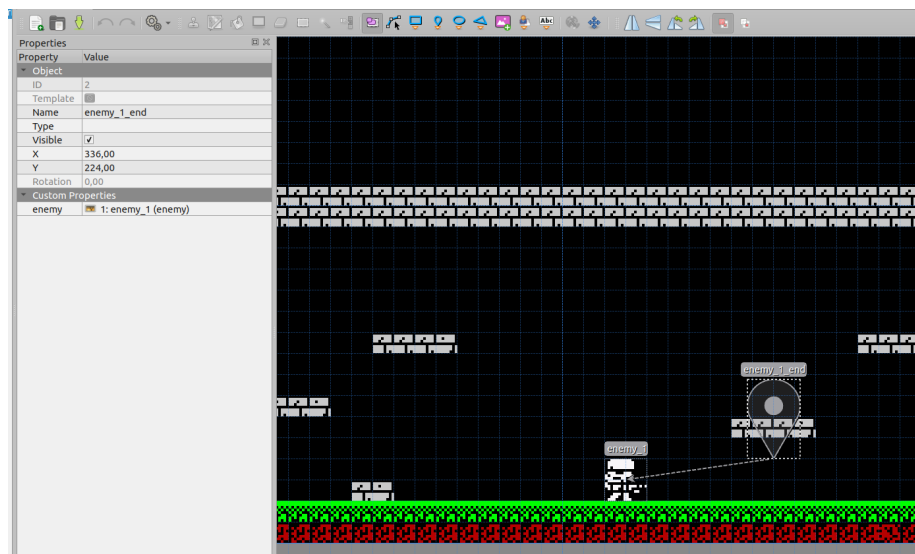 Abc
Properties
Property Value
Object
ID 2
Template
Name enemy_1_end
Type
Visible
X 336,00
Y 224,00
Rotation 0,00
Custom Properties
enemy 1: enemy_1 (enemy)
enemy_1_end
enemy_1